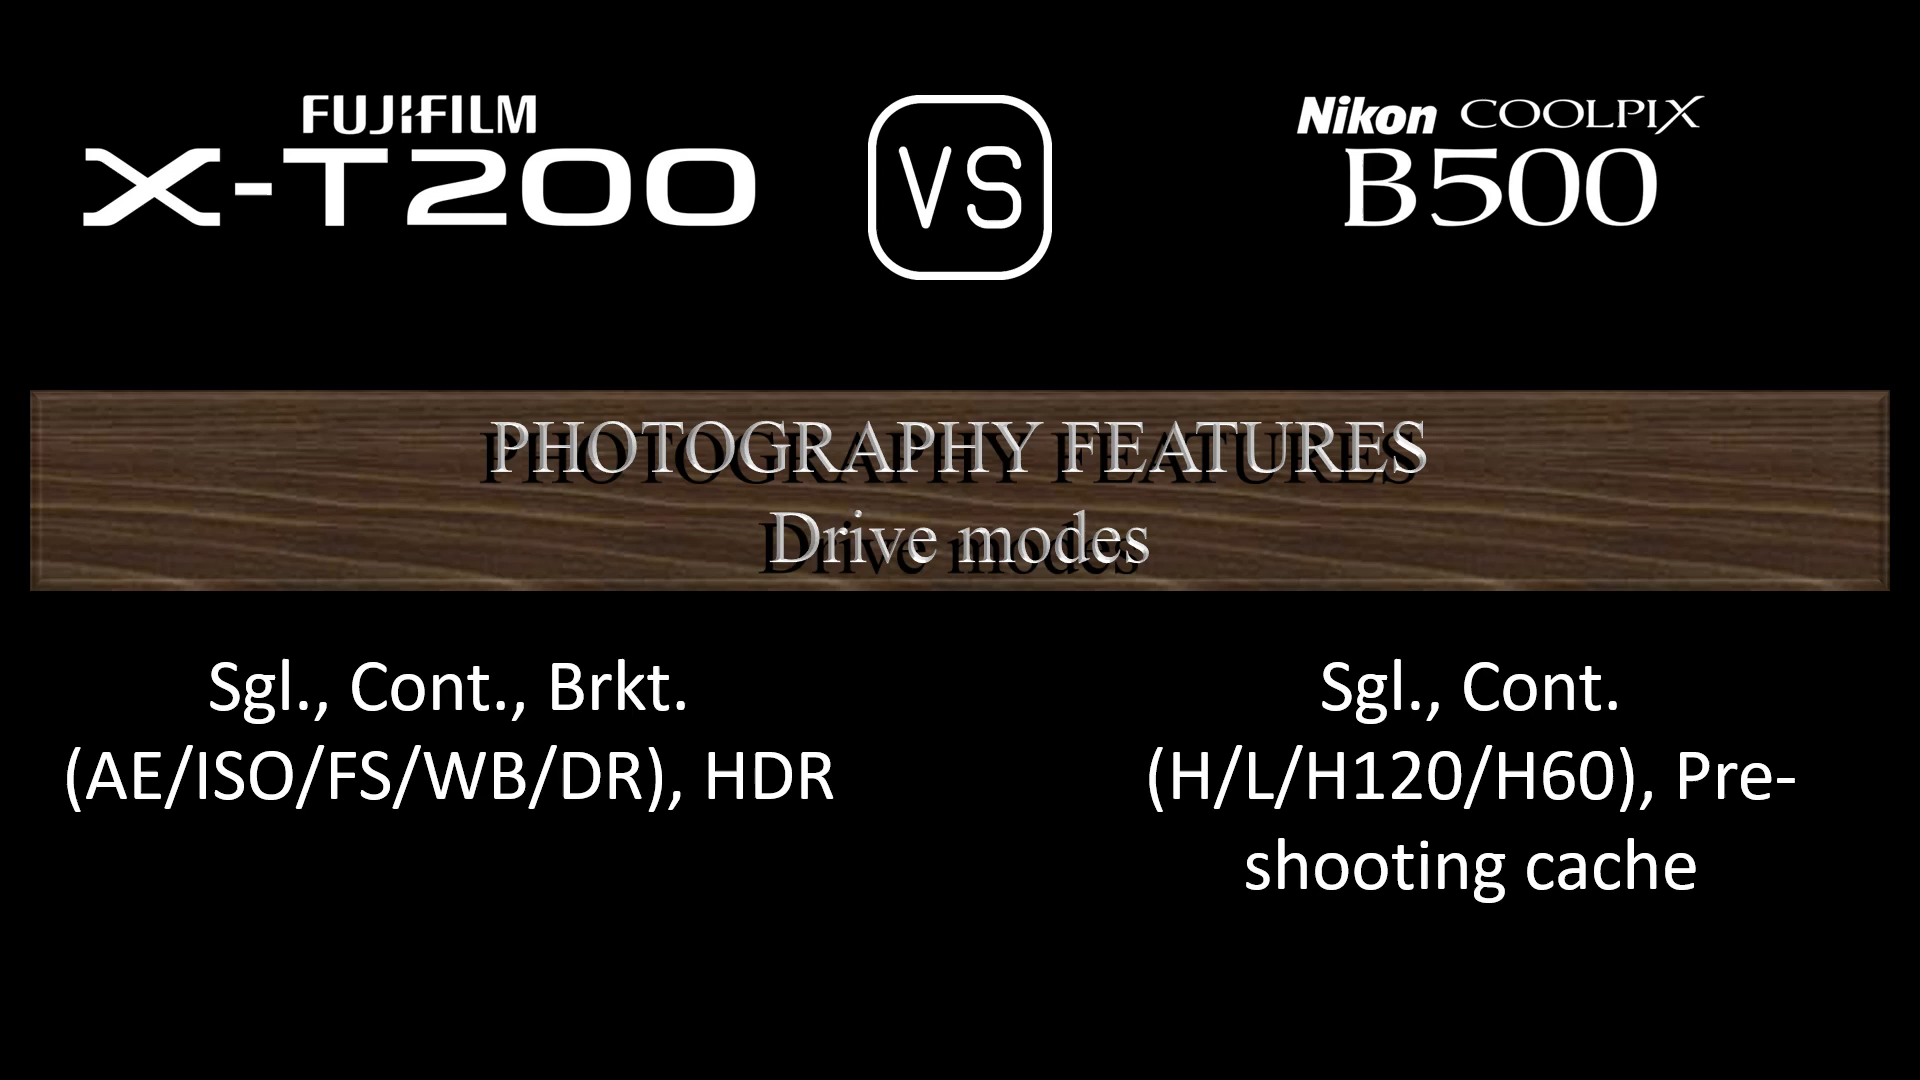 FUJIFILM
X-T200
VS
Nikon COOLPIX
B500
PHOTOGRAPHY FEATURES
Drive modes
Sgl., Cont., Brkt.
(AE/ISO/FS/WB/DR), HDR
Sgl., Cont.
(H/L/H120/H60), Pre-
shooting cache